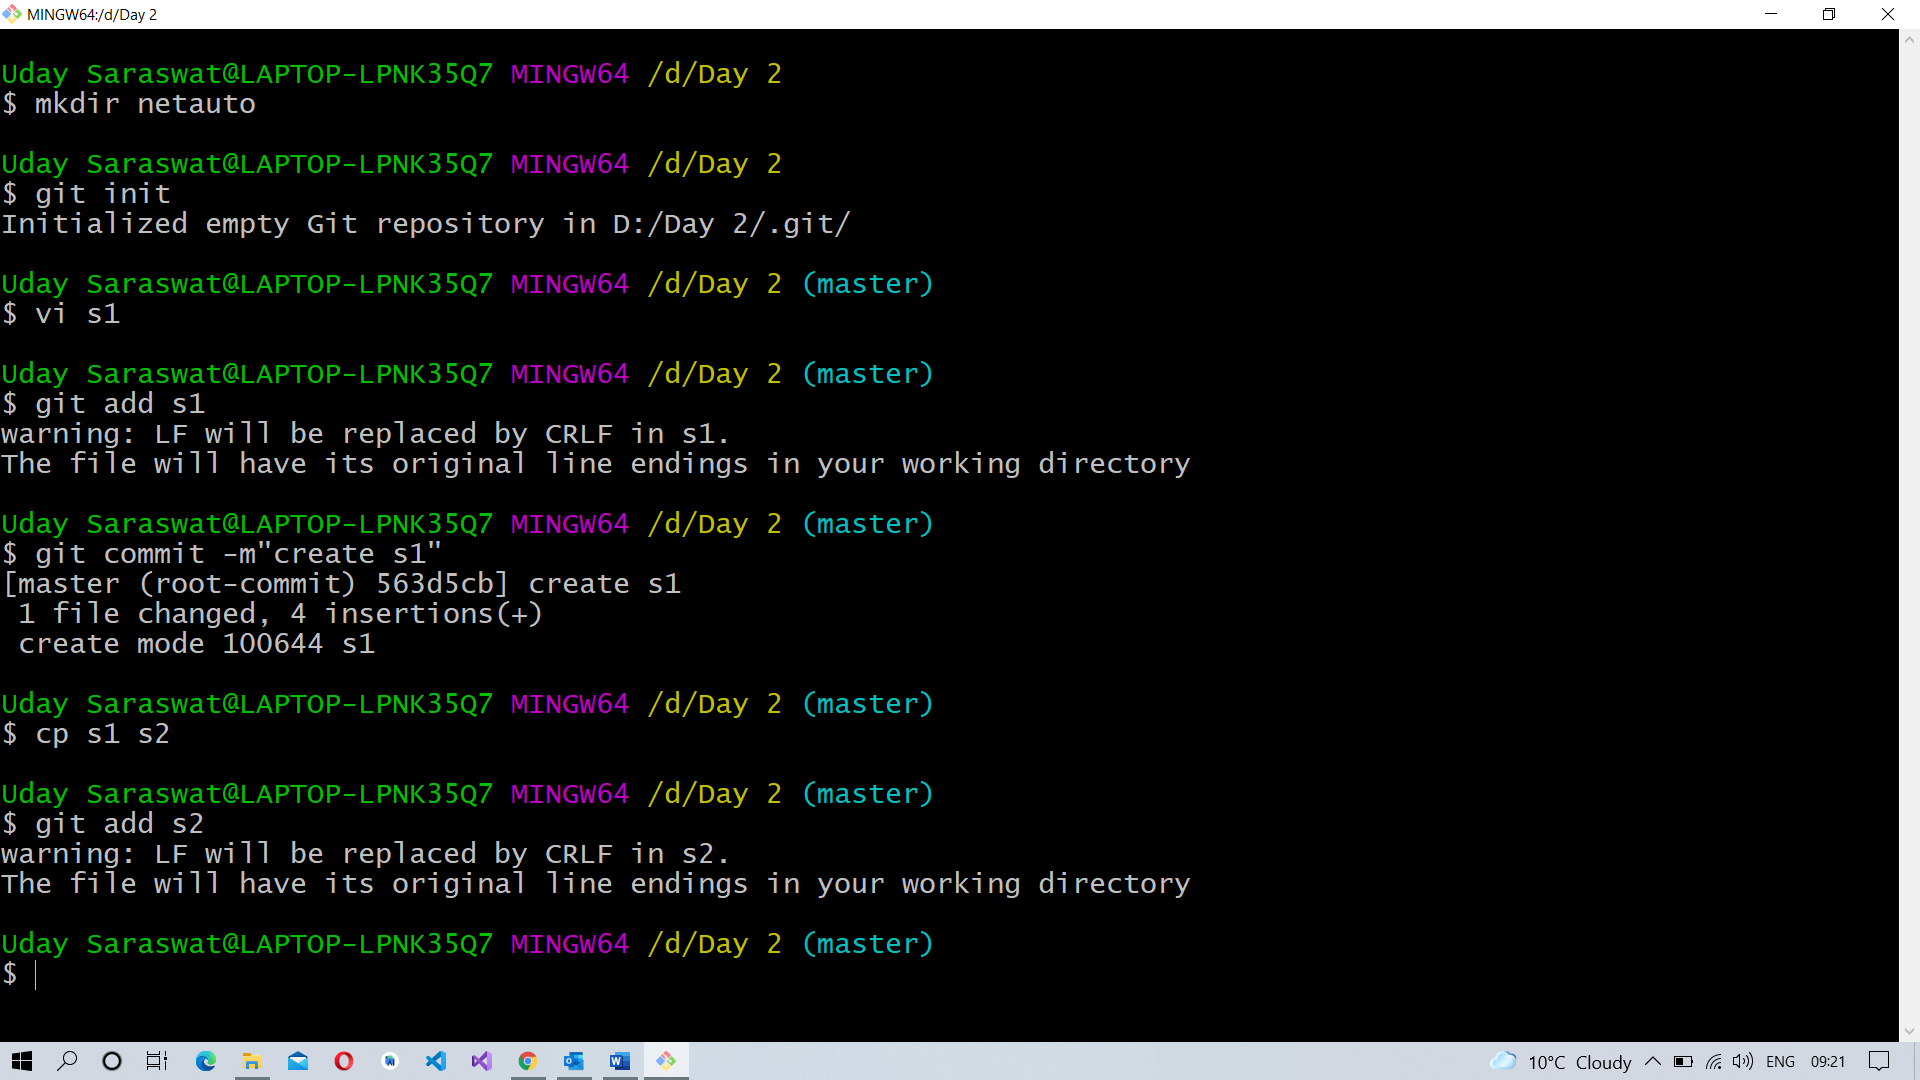 MINGW64:/d/Day 2
Uday Saraswat@LAPTOP-LPNK35Q7 MINGW64 /d/Day 2
$ mkdir netauto
Uday Saraswat@LAPTOP-LPNK35Q7 MINGW64 /d/Day 2
$ git init
Initialized empty Git repository in D:/Day 2/.git/
Uday Saraswat@LAPTOP-LPNK35Q7 MINGW64 /d/Day 2 (master)
$ vi s1
Uday Saraswat@LAPTOP-LPNK35Q7 MINGW64 /d/Day 2 (master)
$ git add s1
warning: LF will be replaced by CRLF in s1.
The file will have its original line endings in your working directory
Uday Saraswat@LAPTOP-LPNK35Q7 MINGW64 /d/Day 2 (master)
$ git commit -m"create s1"
[master (root-commit) 563d5cb] create s1
 1 file changed, 4 insertions(+)
 create mode 100644 s1
Uday Saraswat@LAPTOP-LPNK35Q7 MINGW64 /d/Day 2 (master)
$ cp s1 s2
Uday Saraswat@LAPTOP-LPNK35Q7 MINGW64 /d/Day 2 (master)
$ git add s2
warning: LF will be replaced by CRLF in s2.
The file will have its original line endings in your working directory
Uday Saraswat@LAPTOP-LPNK35Q7 MINGW64 /d/Day 2 (master)
$
10°C Cloudy ENG 09:21